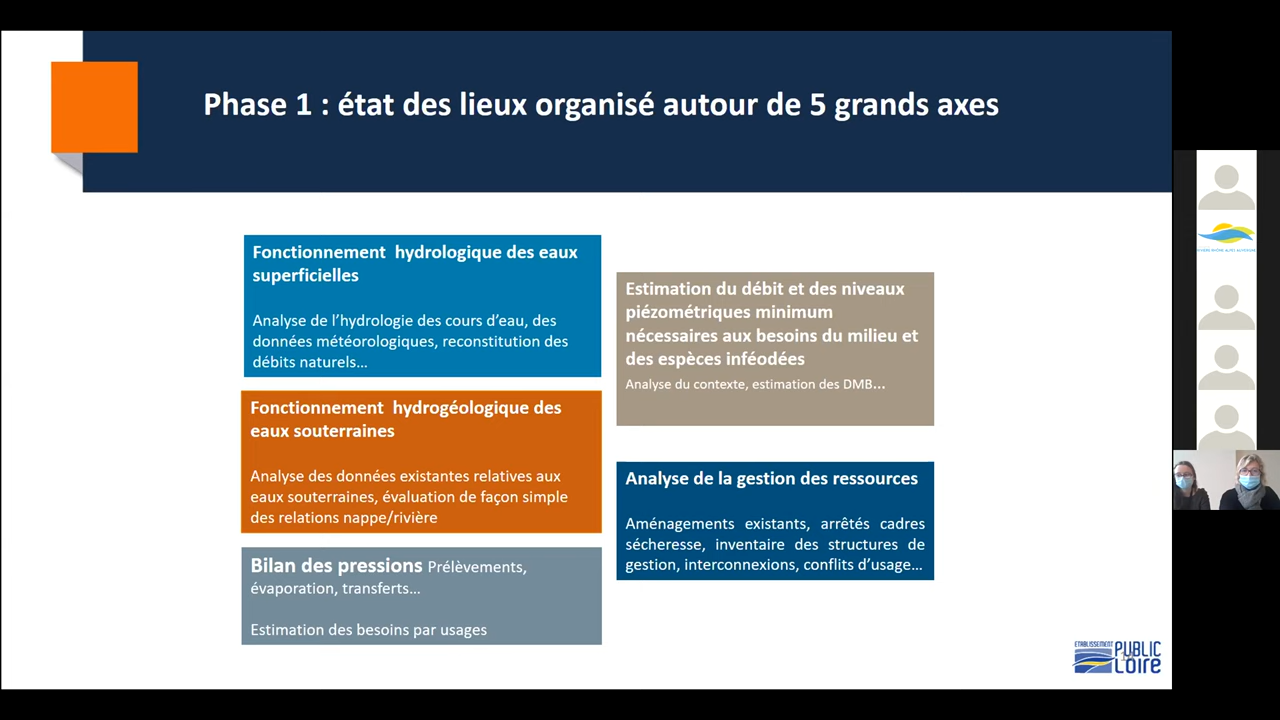 Phase 1 : état des lieux organisé autour de 5 grands axes
Fonctionnement hydrologique des eaux
superficielles
Analyse de l'hydrologie des cours d'eau, des
données météorologiques, reconstitution des
débits naturels...
Fonctionnement hydrogéologique des
eaux souterraines
Analyse des données existantes relatives aux
eaux souterraines, évaluation de façon simple
des relations nappe/rivière
Bilan des pressions Prélèvements,
évaporation, transferts...
Estimation des besoins par usages
Estimation du débit et des niveaux
piézométriques minimum
nécessaires aux besoins du milieu et
des espèces inféodées
Analyse du contexte, estimation des DMB...
Analyse de la gestion des ressources
Aménagements existants, arrêtés cadres
sécheresse, inventaire des structures de
gestion, interconnexions, conflits d'usage...
ETABLISSEMENT
PUBLIC
LOIRE